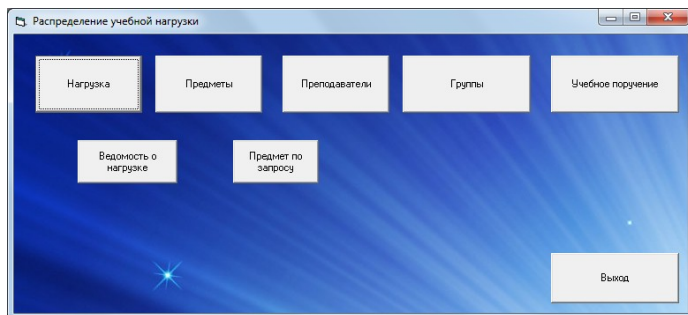 Распределение учебной нагрузки
Нагрузка
Предметы
Преподаватели
Группы
Учебное поручение
Ведомость о
нагрузке
Предмет по
запросу
Выход